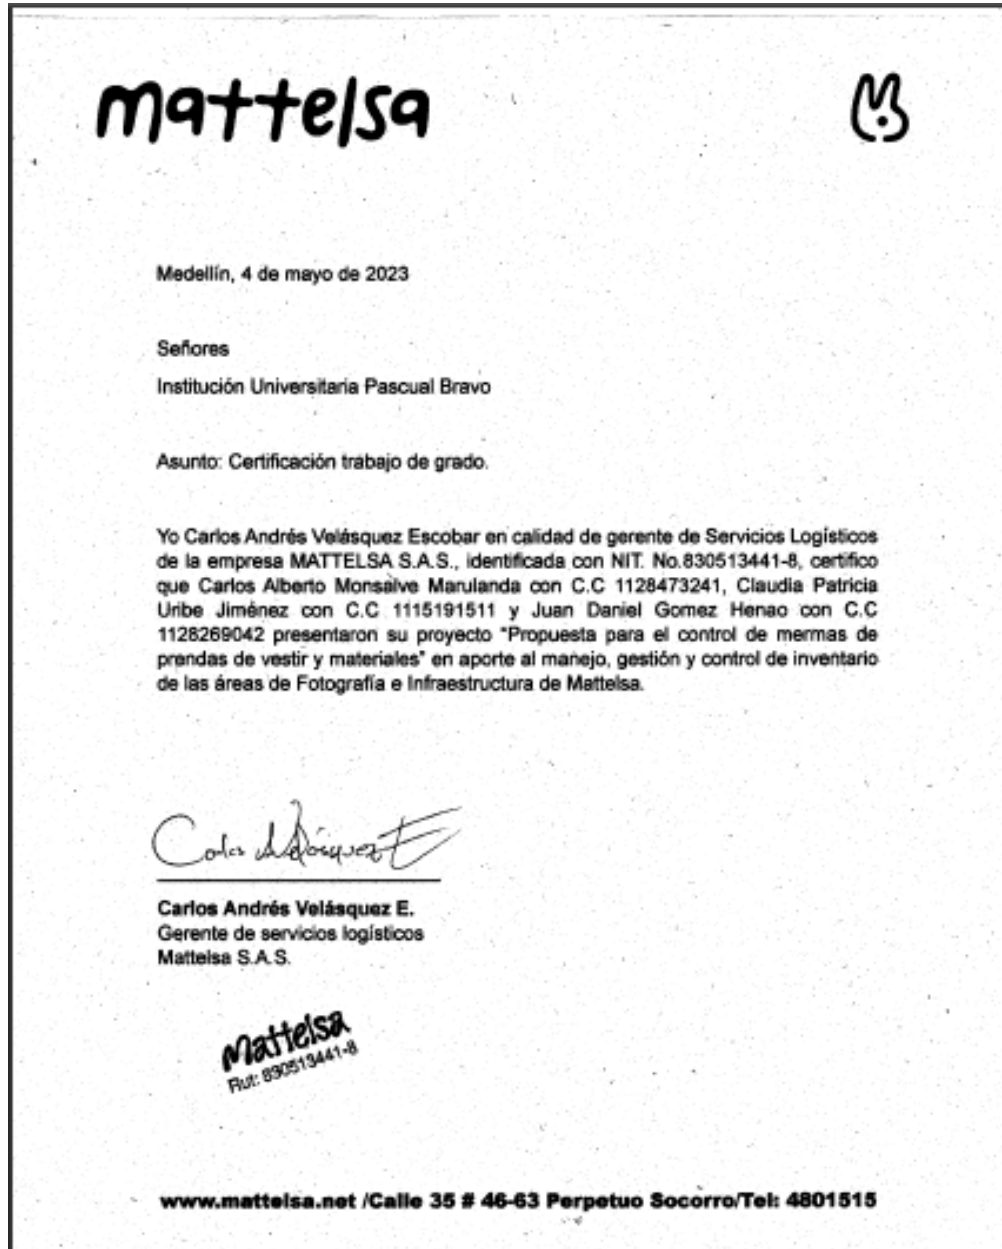 mattelsa
Medellín, 4 de mayo de 2023
Señores
Institución Universitaria Pascual Bravo
Asunto: Certificación trabajo de grado.
Yo Carlos Andrés Velásquez Escobar en calidad de gerente de Servicios Logísticos
de la empresa MATTELSA S.A.S., identificada con NIT. No.830513441-8, certifico
que Carlos Alberto Monsalve Marulanda con C.C 1128473241, Claudia Patricia
Uribe Jiménez con C.C 1115191511 y Juan Daniel Gomez Henao con C.C
1128269042 presentaron su proyecto "Propuesta para el control de mermas de
prendas de vestir y materiales" en aporte al manejo, gestión y control de inventario
de las áreas de Fotografía e Infraestructura de Mattelsa.
Carlos Velásquez E
Carlos Andrés Velásquez E.
Gerente de servicios logísticos
Mattelsa S.A.S.
mattelsa
Rut: 830513441-8
www.mattelsa.net /Calle 35 # 46-63 Perpetuo Socorro/Tel: 4801515